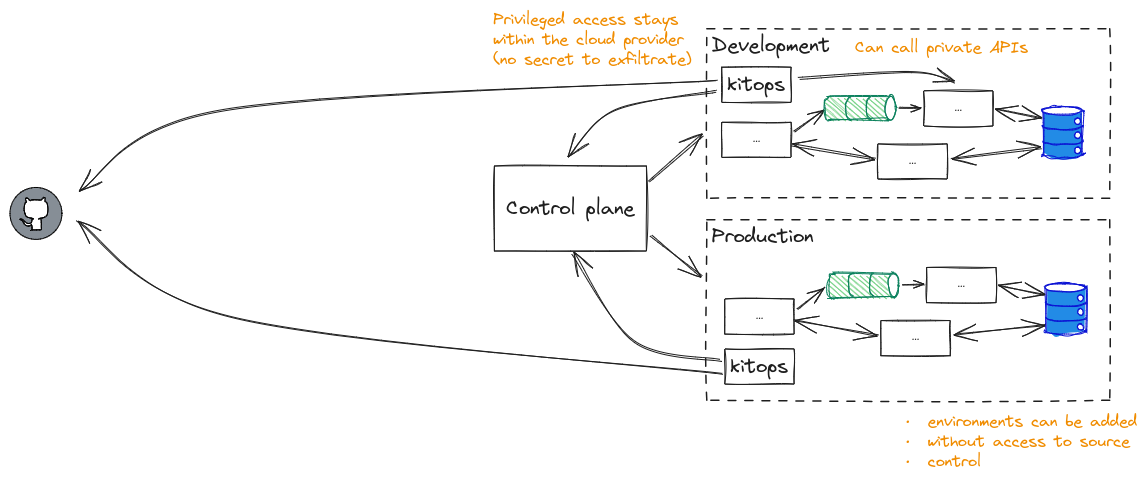 Privileged access stays
within the cloud provider
(no secret to exfiltrate)
Development
Can call private APIs
kitops
...
...
...
Control plane
Production
...
...
...
kitops
· environments can be added
· without access to source
· control